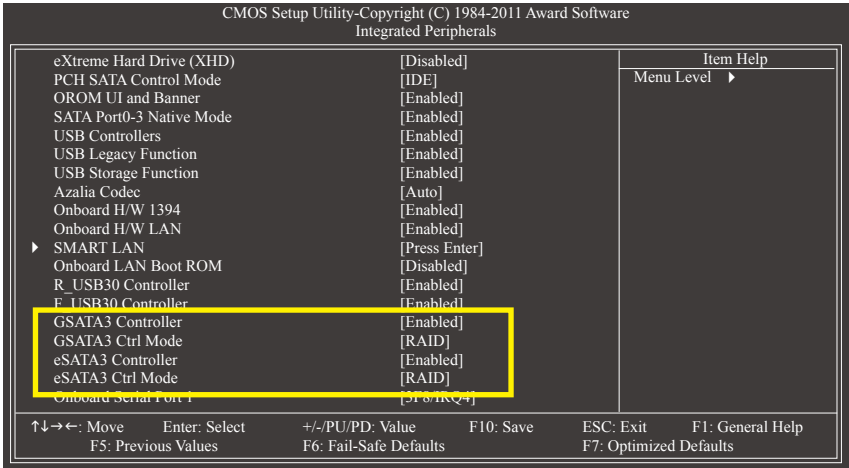 CMOS Setup Utility-Copyright (C) 1984-2011 Award Software
Integrated Peripherals
eXtreme Hard Drive (XHD) [Disabled]
PCH SATA Control Mode [IDE]
OROM UI and Banner [Enabled]
SATA Port0-3 Native Mode [Enabled]
USB Controllers [Enabled]
USB Legacy Function [Enabled]
USB Storage Function [Enabled]
Azalia Codec [Auto]
Onboard H/W 1394 [Enabled]
Onboard H/W LAN [Enabled]
SMART LAN [Press Enter]
Onboard LAN Boot ROM [Disabled]
R_USB30 Controller [Enabled]
F_USB30 Controller [Enabled]
GSATA3 Controller [Enabled]
GSATA3 Ctrl Mode [RAID]
eSATA3 Controller [Enabled]
eSATA3 Ctrl Mode [RAID]
Onboard Serial Port 1 [3F8/IRQ4]
Item Help
Menu Level
↑↓→←: Move Enter: Select +/-/PU/PD: Value F10: Save ESC: Exit F1: General Help
F5: Previous Values F6: Fail-Safe Defaults F7: Optimized Defaults